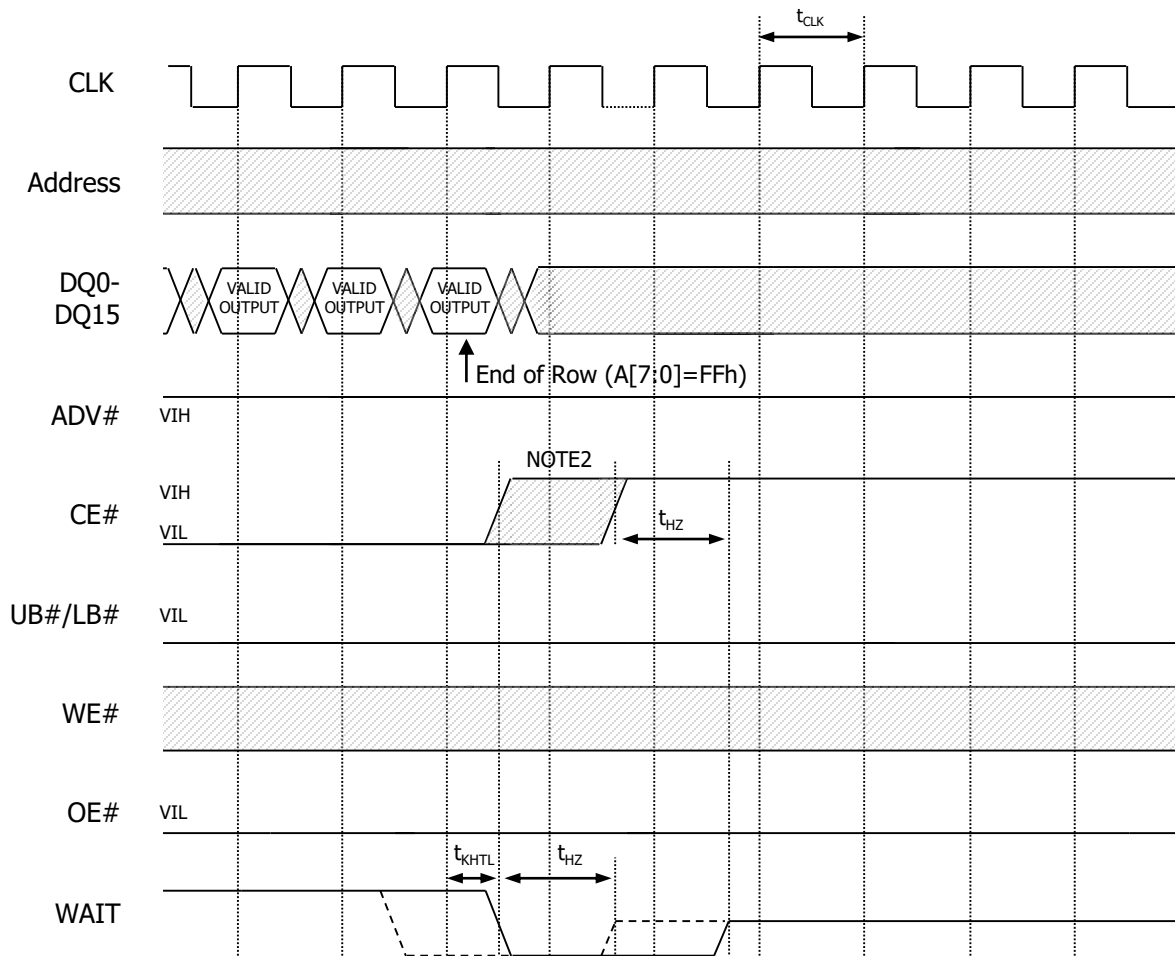 tCLK
CLK
Address
DQ0-
DQ15
VALID
OUTPUT
VALID
OUTPUT
VALID
OUTPUT
End of Row (A[7:0]=FFh)
ADV#
VIH
NOTE2
CE#
VIH
VIL
tHZ
UB#/LB#
VIL
WE#
OE#
VIL
tKHTL
tHZ
WAIT